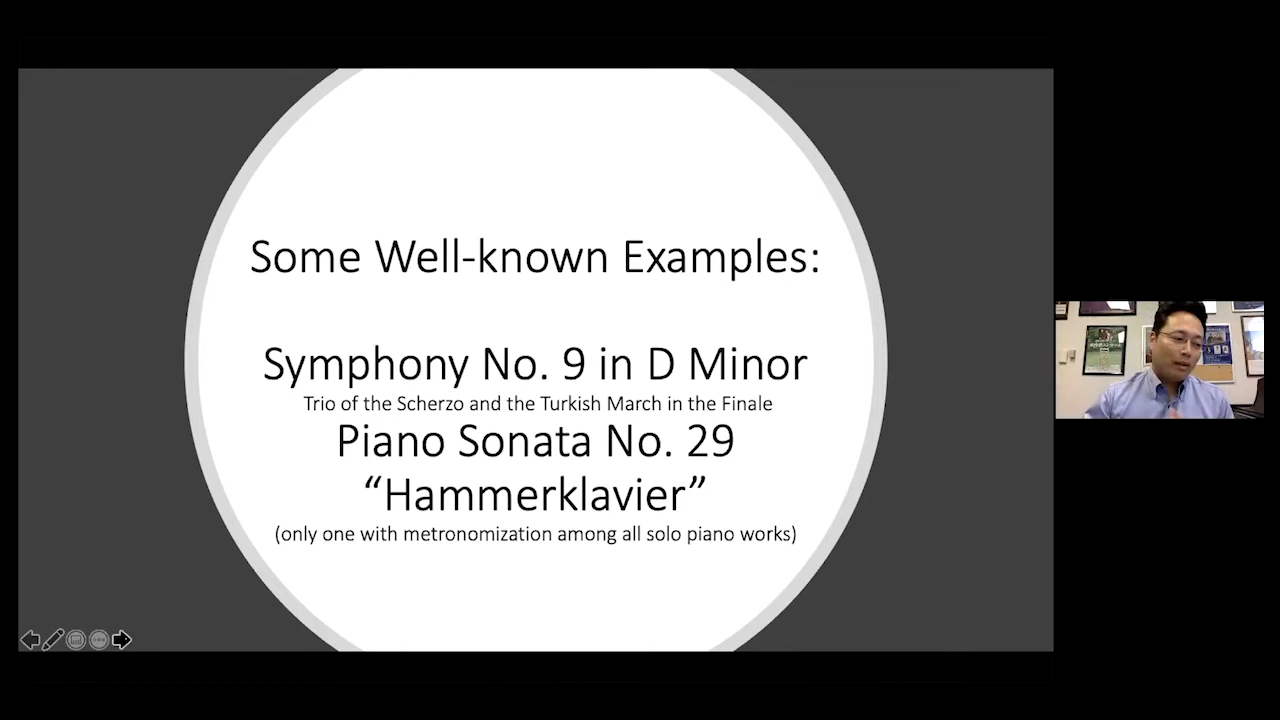 Some Well-known Examples:
Symphony No. 9 in D Minor
Trio of the Scherzo and the Turkish March in the Finale
Piano Sonata No. 29
“Hammerklavier”
(only one with metronomization among all solo piano works)